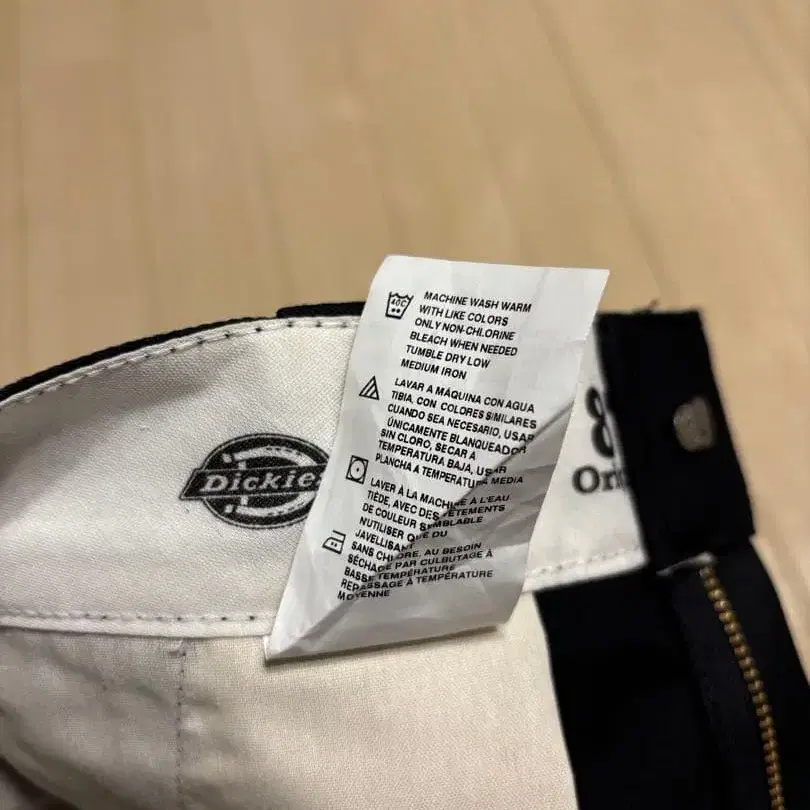 40C
MACHINE WASH WARM
WITH LIKE COLORS
ONLY NON-CHLORINE
BLEACH WHEN NEEDED
TUMBLE DRY LOW
MEDIUM IRON
LAVAR A MAQUINA CON AGUA
TIBIA, CON COLORES SIMILARES
CUANDO SEA NECESARIO, USAR
ÚNICAMENTE BLANQUEADOR
SIN CLORO, SECAR A
TEMPERATURA BAJA, USAR
PLANCHA A TEMPERATURA MEDIA
LAVER À LA MACHINE À L'EAU
TIÈDE, AVEC DES VÊTEMENTS
DE COULEUR SEMBLABLE
N'UTILISER QUE DU
JAVELLISANT
SANS CHLORE, AU BESOIN
SÉCHAGE PAR CULBUTAGE À
BASSE TEMPÉRATURE
REPASSAGE À TEMPÉRATURE
MOYENNE
Dickies
8